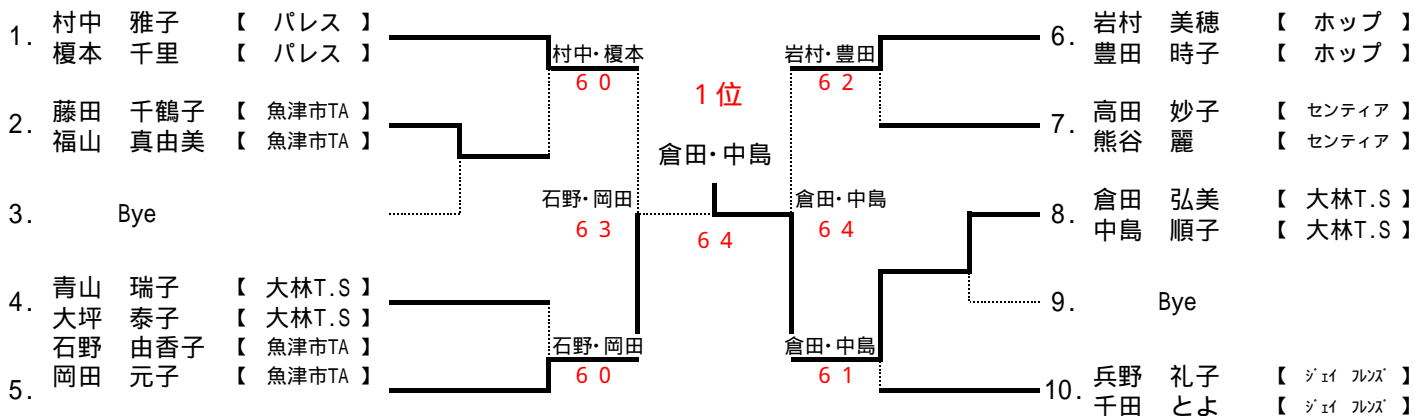 1. 村中 雅子 【 パレス 】
榎本 千里 【 パレス 】
2. 藤田 千鶴子 【 魚津市TA 】
福山 真由美 【 魚津市TA 】
3. Bye
4. 青山 瑞子 【 大林T.S 】
大坪 泰子 【 大林T.S 】
石野 由香子 【 魚津市TA 】
5. 岡田 元子 【 魚津市TA 】
村中・榎本
6 0
石野・岡田
6 3
石野・岡田
6 0
1位
倉田・中島
6 4
岩村・豊田
6 2
倉田・中島
6 4
倉田・中島
6 1
6. 岩村 美穂 【 ホップ 】
豊田 時子 【 ホップ 】
7. 高田 妙子 【 センティア 】
熊谷 麗 【 センティア 】
8. 倉田 弘美 【 大林T.S 】
中島 順子 【 大林T.S 】
9. Bye
10. 兵野 礼子 【 ジェイ フレンズ 】
千田 とよ 【 ジェイ フレンズ 】